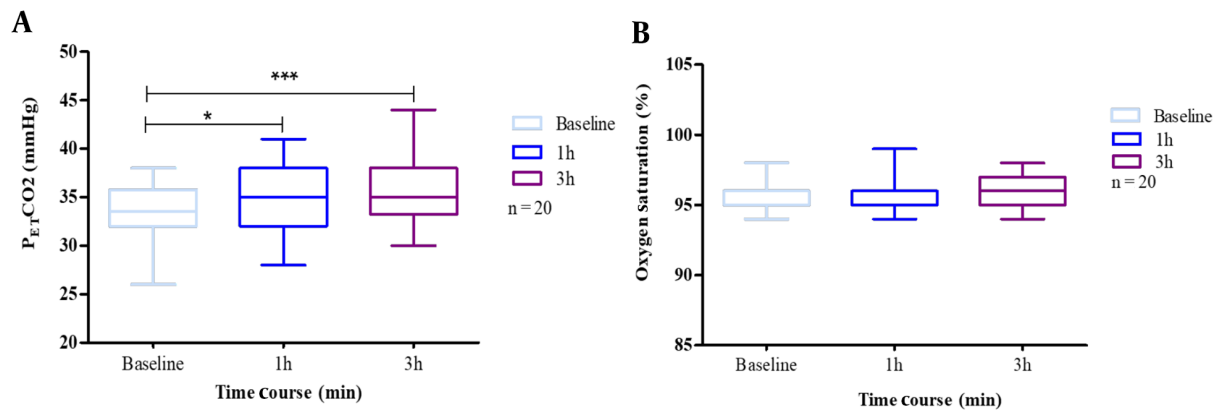 A
P_ETCO2 (mmHg)
50
45
40
35
30
25
20
***
*
Baseline
1h
3h
n = 20
Baseline 1h 3h
Time course (min)
B
Oxygen saturation (%)
105
100
95
90
85
Baseline
1h
3h
n = 20
Baseline 1h 3h
Time course (min)